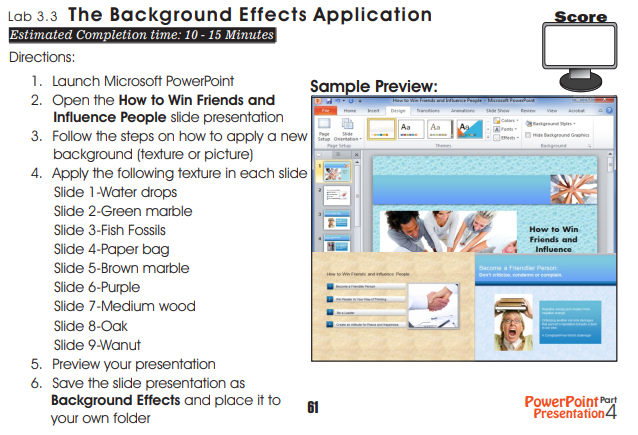 Lab 3.3 The Background Effects Application
Score
Estimated Completion time: 10 - 15 Minutes
Directions:
1. Launch Microsoft PowerPoint
2. Open the How to Win Friends and
Influence People slide presentation
3. Follow the steps on how to apply a new
background (texture or picture)
4. Apply the following texture in each slide
Slide 1-Water drops
Slide 2-Green marble
Slide 3-Fish Fossils
Slide 4-Paper bag
Slide 5-Brown marble
Slide 6-Purple
Slide 7-Medium wood
Slide 8-Oak
Slide 9-Wanut
5. Preview your presentation
6. Save the slide presentation as
Background Effects and place it to
your own folder
Sample Preview:
How to Win Friends and Influence People - Microsoft PowerPoint
File Home Insert Design Transitions Animations Slide Show Review View Acrobat
Page Setup
Slide Orientation
Aa Aa Aa
Colors
Fonts
Effects
Background Styles
Hide Background Graphics
Page Setup Themes Background
1
2
3
4
How to Win
Friends and
Influence
How to Win Friends and Influence People
Become a Friendlier Person
Win People to Your Way of Thinking
Be a Leader
Create an Attitude for Peace and Happiness
Become a Friendlier Person:
Don't criticize, condemn or complain.
61
PowerPoint Part
Presentation 4